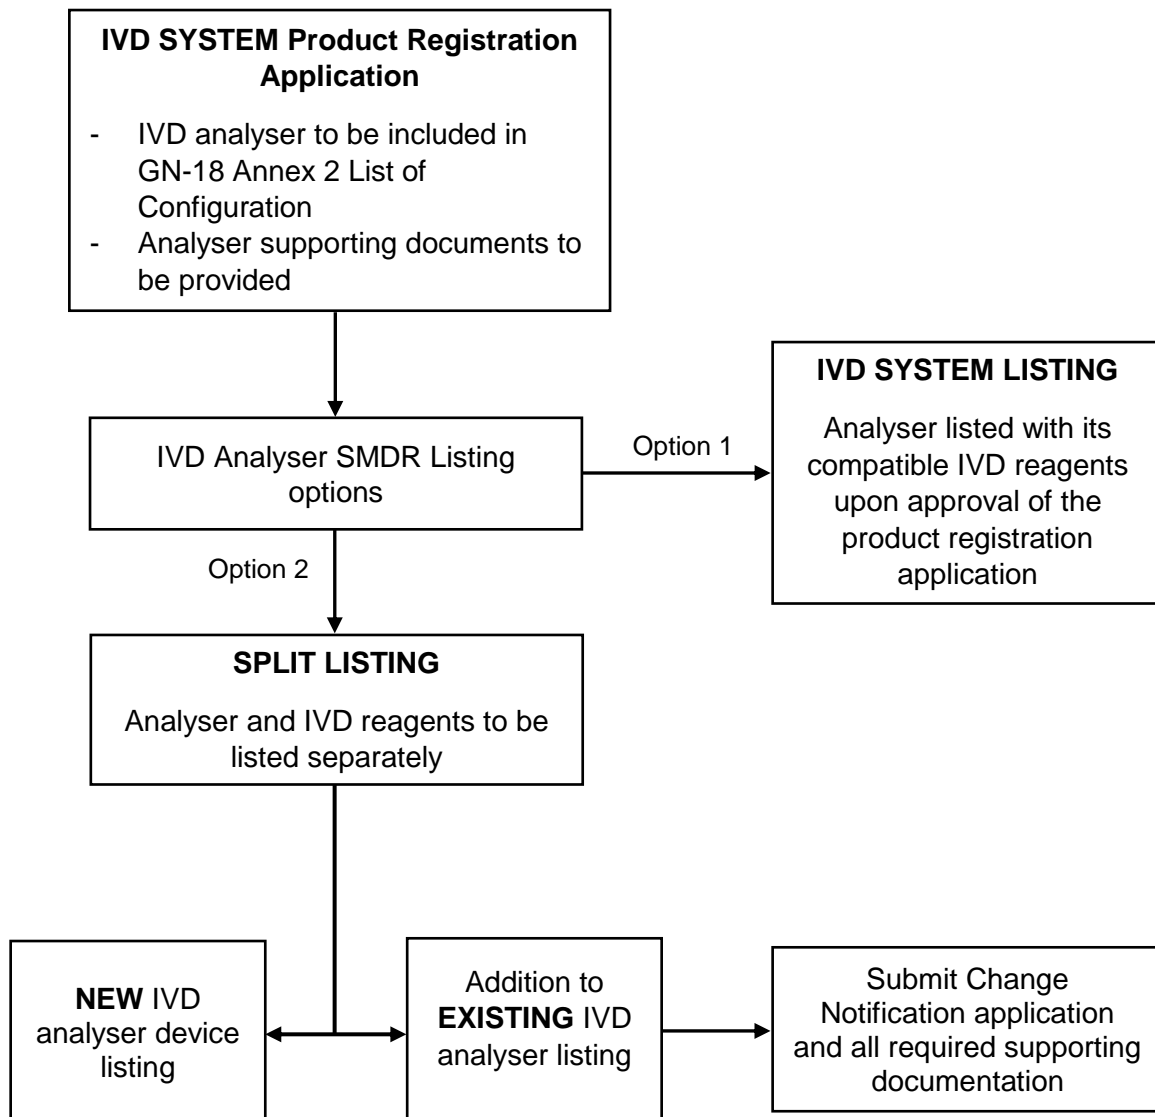 IVD SYSTEM Product Registration
Application
- IVD analyser to be included in
GN-18 Annex 2 List of
Configuration
- Analyser supporting documents to
be provided
IVD Analyser SMDR Listing
options
Option 1
IVD SYSTEM LISTING
Analyser listed with its
compatible IVD reagents
upon approval of the
product registration
application
Option 2
SPLIT LISTING
Analyser and IVD reagents to be
listed separately
NEW IVD
analyser device
listing
Addition to
EXISTING IVD
analyser listing
Submit Change
Notification application
and all required supporting
documentation